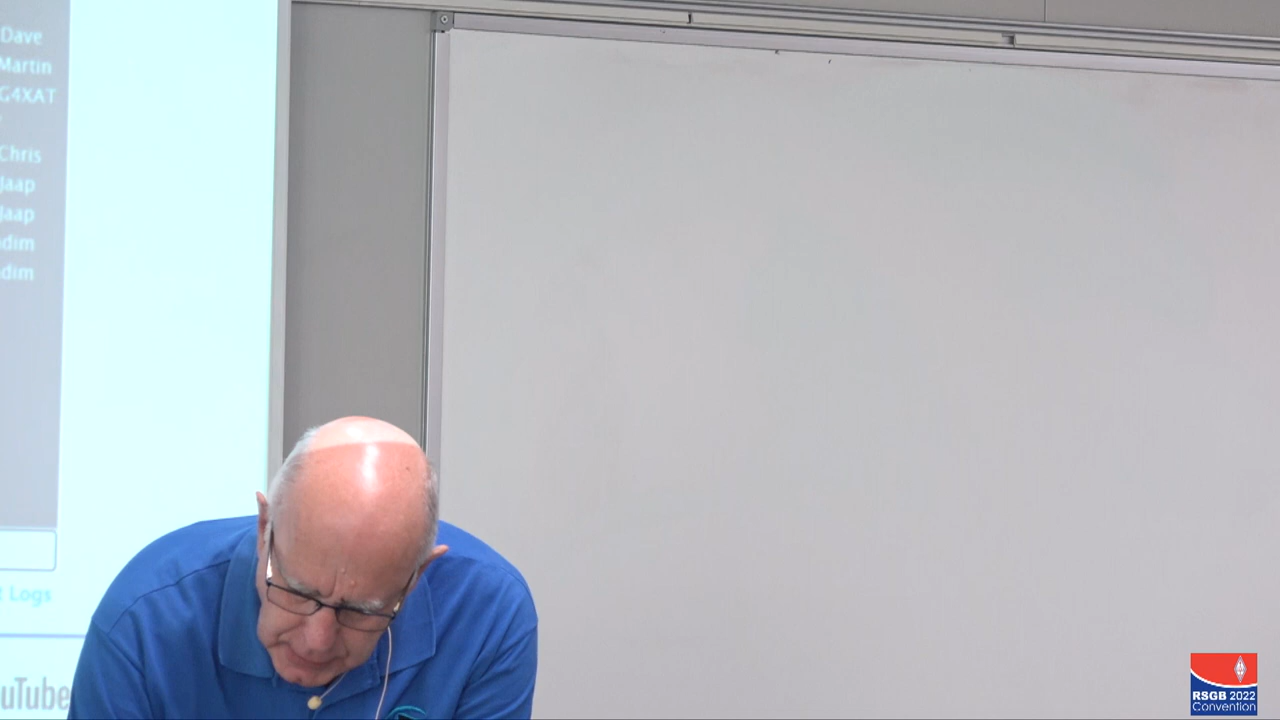 Dave
Martin
G4XAT
Chris
Jaap
Jaap
dim
dim
Logs
uTube
RSGB 2022
Convention